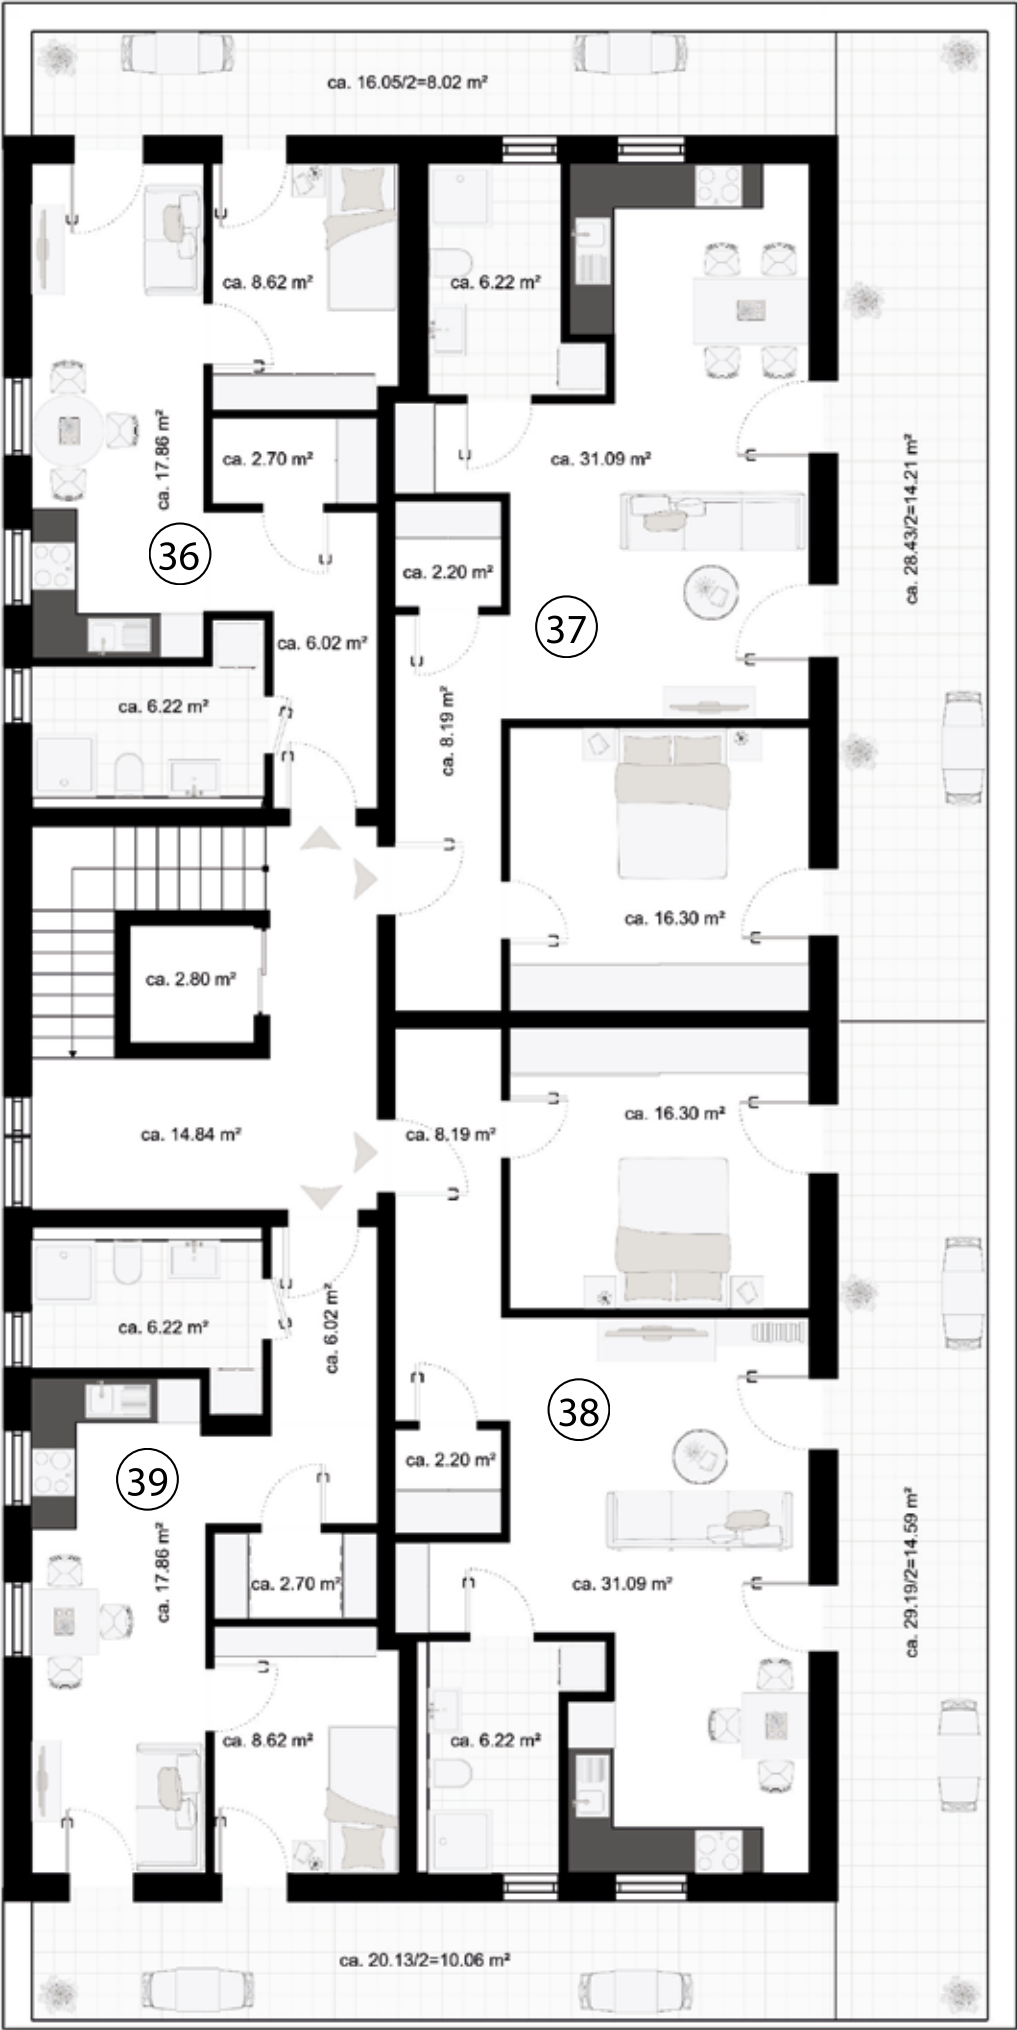 ca. 16.05/2=8.02 m²
ca. 8.62 m²
ca. 6.22 m²
ca. 17.86 m²
ca. 2.70 m²
ca. 31.09 m²
ca. 28.43/2=14.21 m²
36
ca. 2.20 m²
37
ca. 6.02 m²
ca. 6.22 m²
ca. 8.19 m²
ca. 16.30 m²
ca. 2.80 m²
ca. 16.30 m²
ca. 14.84 m²
ca. 8.19 m²
ca. 6.22 m²
ca. 6.02 m²
38
ca. 2.20 m²
39
ca. 17.86 m²
ca. 2.70 m²
ca. 31.09 m²
ca. 29.19/2=14.59 m²
ca. 8.62 m²
ca. 6.22 m²
ca. 20.13/2=10.06 m²